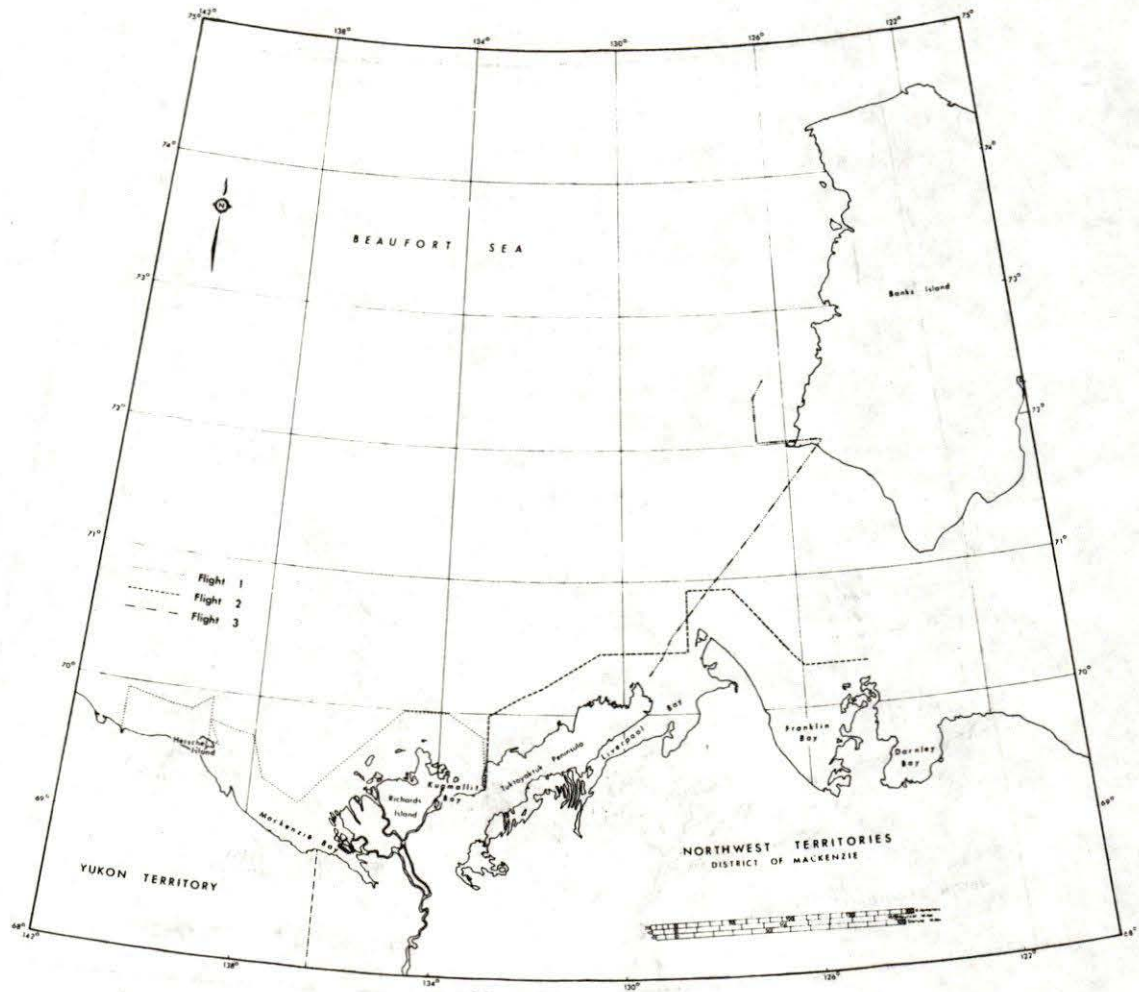 75° 142°
138°
134°
130°
126°
122°
75°
74°
74°
N
BEAUFORT SEA
73°
73°
Banks Island
72°
72°
71°
71°
Flight 1
Flight 2
Flight 3
70°
70°
Herschel Island
Franklin Bay
Darnley Bay
Liverpool Bay
Tuktoyaktuk Peninsula
Kugmallit Bay
Richards Island
69°
69°
Mackenzie Bay
YUKON TERRITORY
NORTHWEST TERRITORIES
DISTRICT OF MACKENZIE
68°
142°
138°
134°
130°
126°
122°
68°